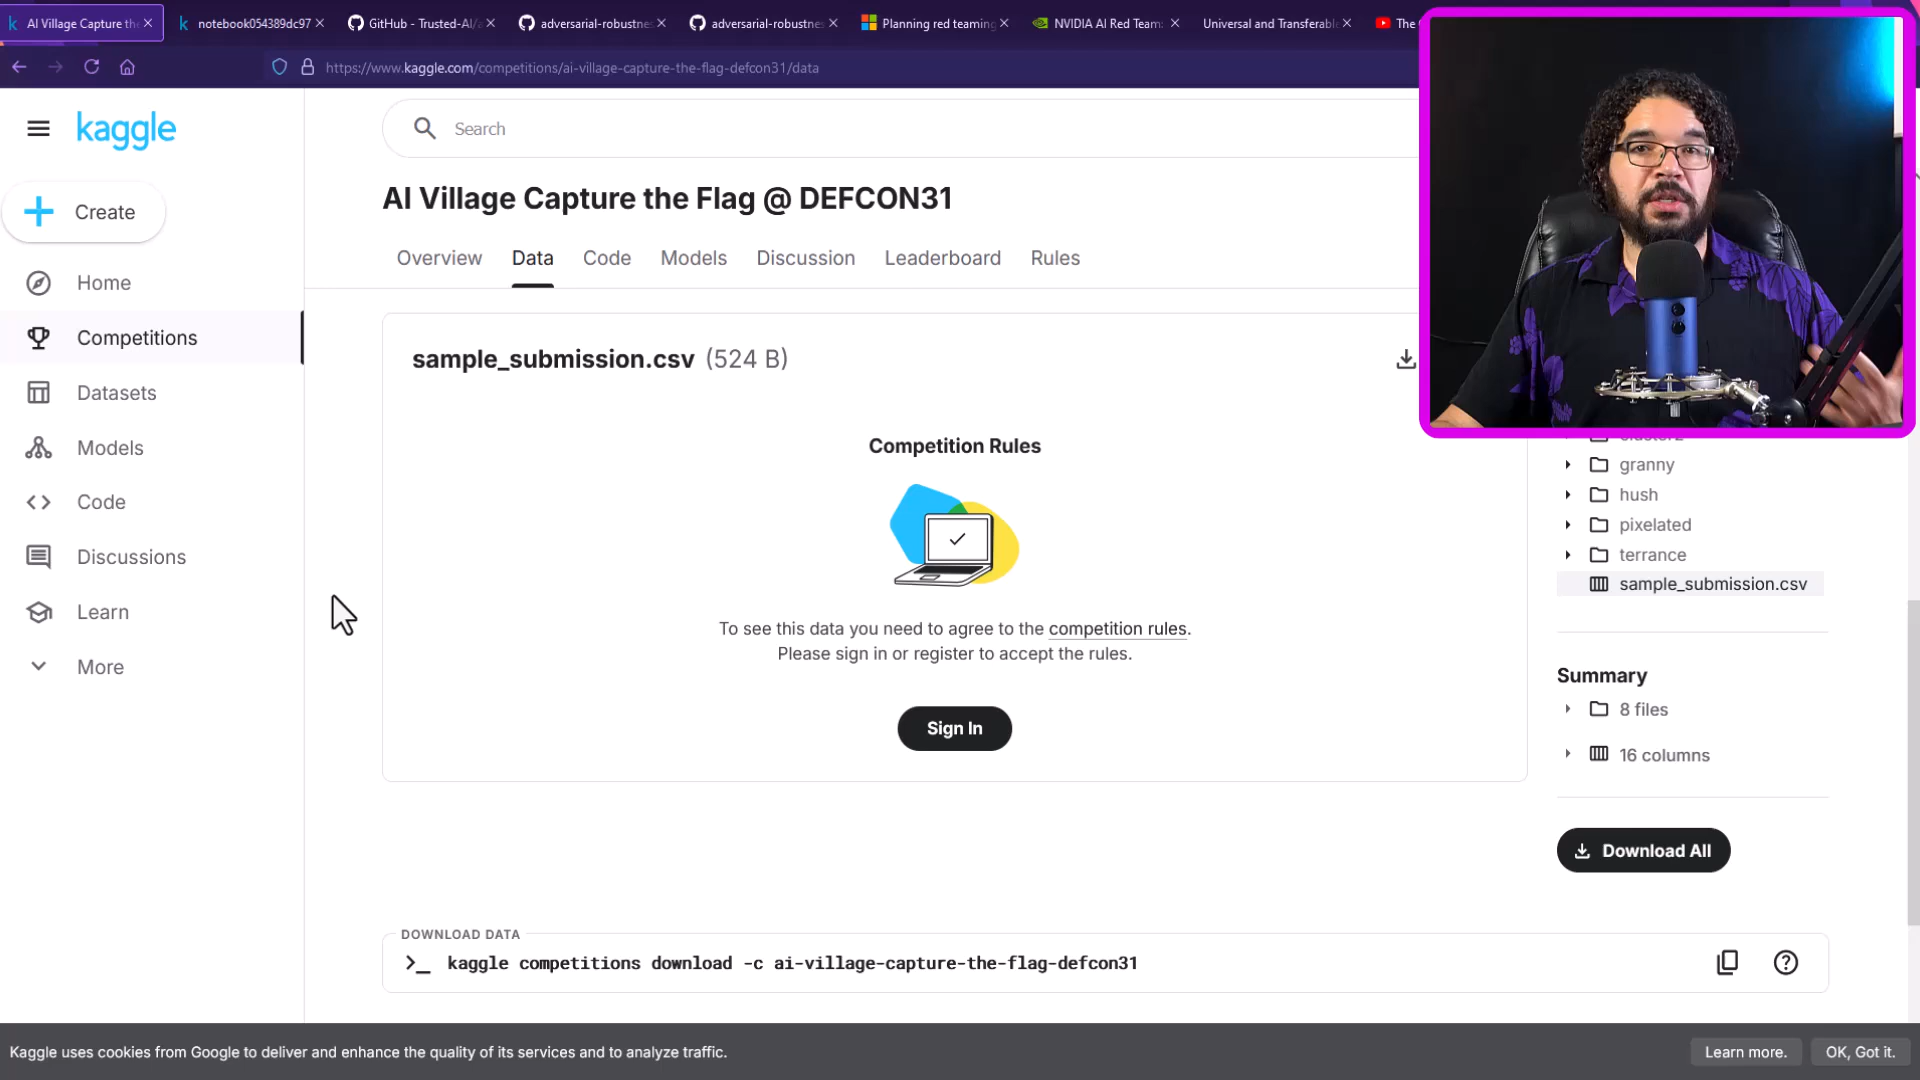 AI Village Capture the
notebook054389dc97
GitHub - Trusted-AI/a
adversarial-robustnes
adversarial-robustnes
Planning red teaming
NVIDIA AI Red Team:
Universal and Transferable
The
https://www.kaggle.com/competitions/ai-village-capture-the-flag-defcon31/data
kaggle
Search
Create
Home
Competitions
Datasets
Models
Code
Discussions
Learn
More
AI Village Capture the Flag @ DEFCON31
Overview
Data
Code
Models
Discussion
Leaderboard
Rules
sample_submission.csv (524 B)
Competition Rules
To see this data you need to agree to the competition rules.
Please sign in or register to accept the rules.
Sign In
granny
hush
pixelated
terrance
sample_submission.csv
Summary
8 files
16 columns
Download All
DOWNLOAD DATA
>_ kaggle competitions download -c ai-village-capture-the-flag-defcon31
Kaggle uses cookies from Google to deliver and enhance the quality of its services and to analyze traffic.
Learn more.
OK, Got it.